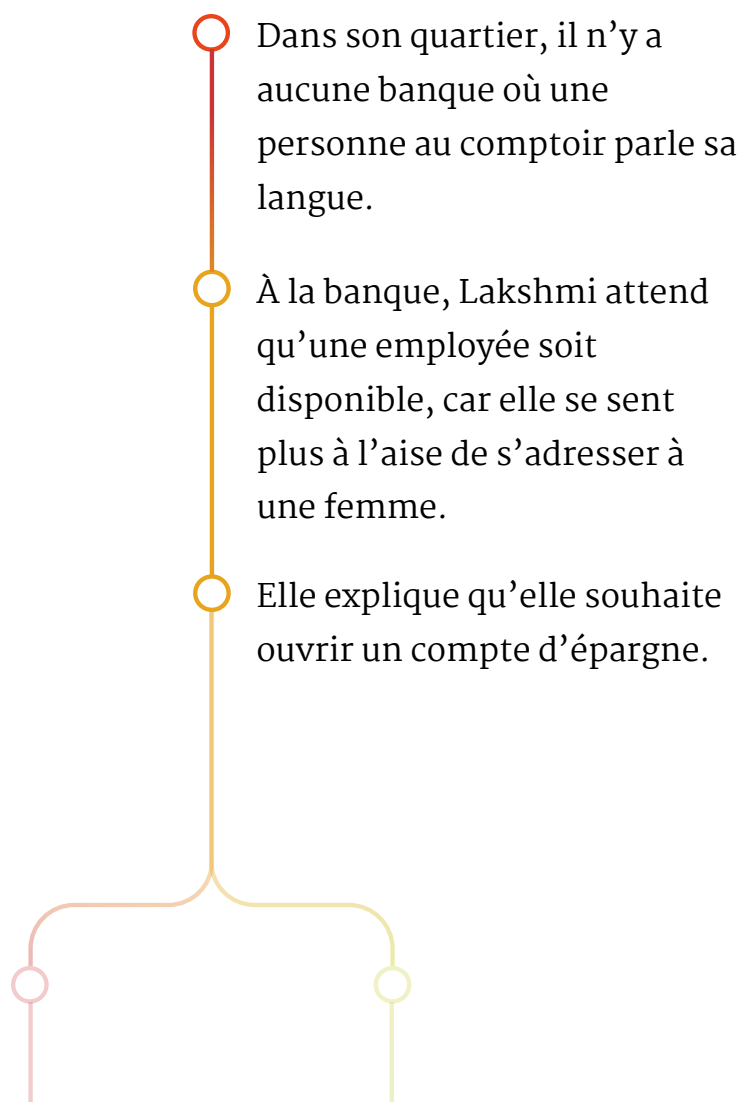 Dans son quartier, il n’y a
aucune banque où une
personne au comptoir parle sa
langue.
À la banque, Lakshmi attend
qu’une employée soit
disponible, car elle se sent
plus à l’aise de s’adresser à
une femme.
Elle explique qu’elle souhaite
ouvrir un compte d’épargne.